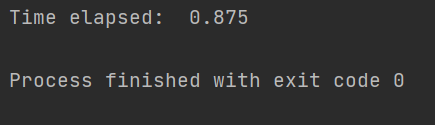 Time elapsed:  0.875
Process finished with exit code 0